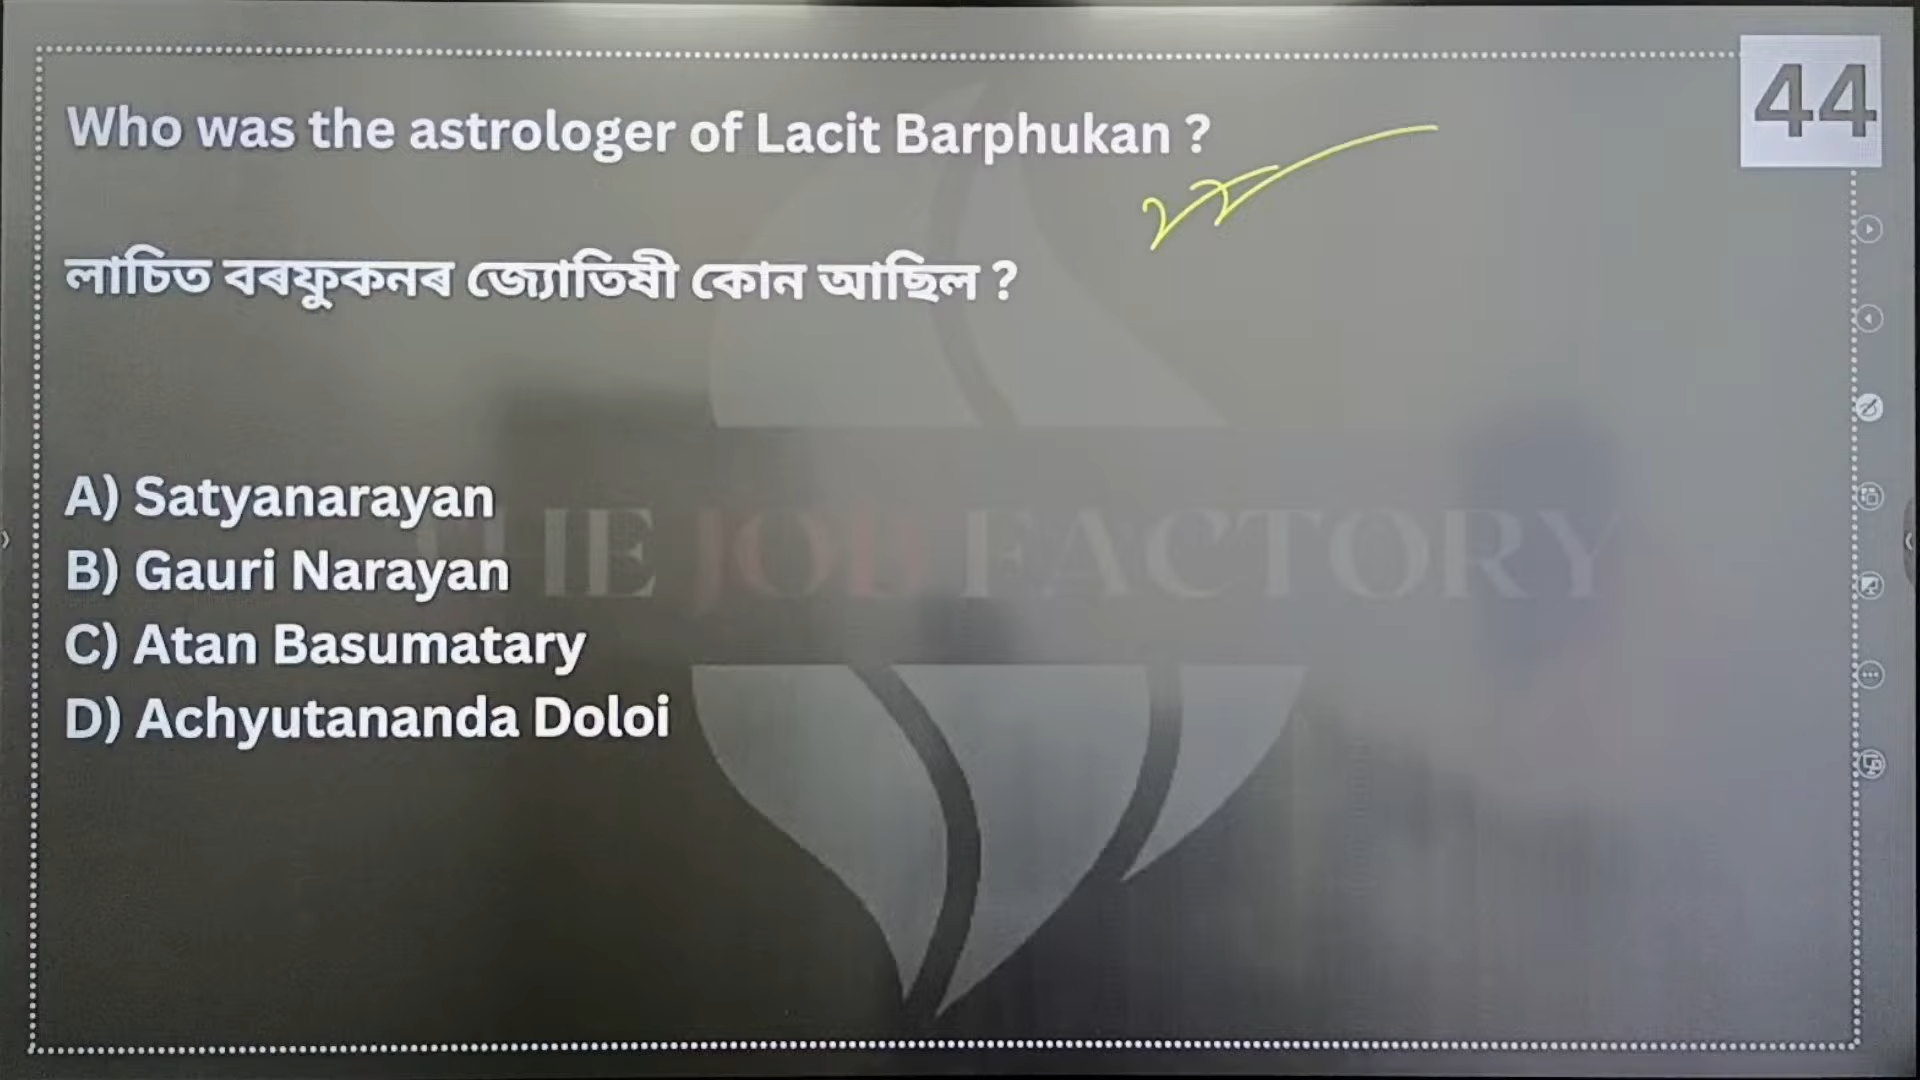 44
Who was the astrologer of Lacit Barphukan ?
লাচিত বৰফুকনৰ জ্যোতিষী কোন আছিল ?
A) Satyanarayan
B) Gauri Narayan
C) Atan Basumatary
D) Achyutananda Doloi
THE JOB FACTORY